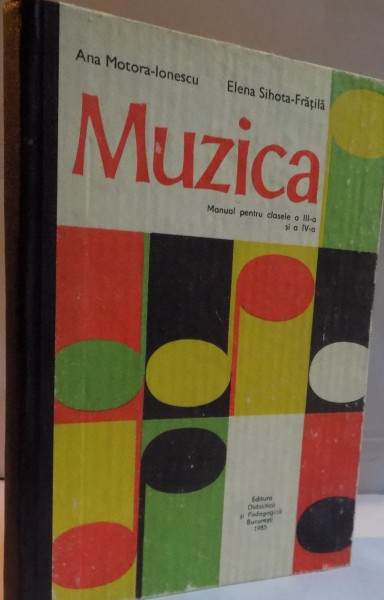 Ana Motora-Ionescu Elena Sihota-Frățilă
Muzica
Manual pentru clasele a III-a
și a IV-a
Editura
Didactică
și Pedagogică
București
1985